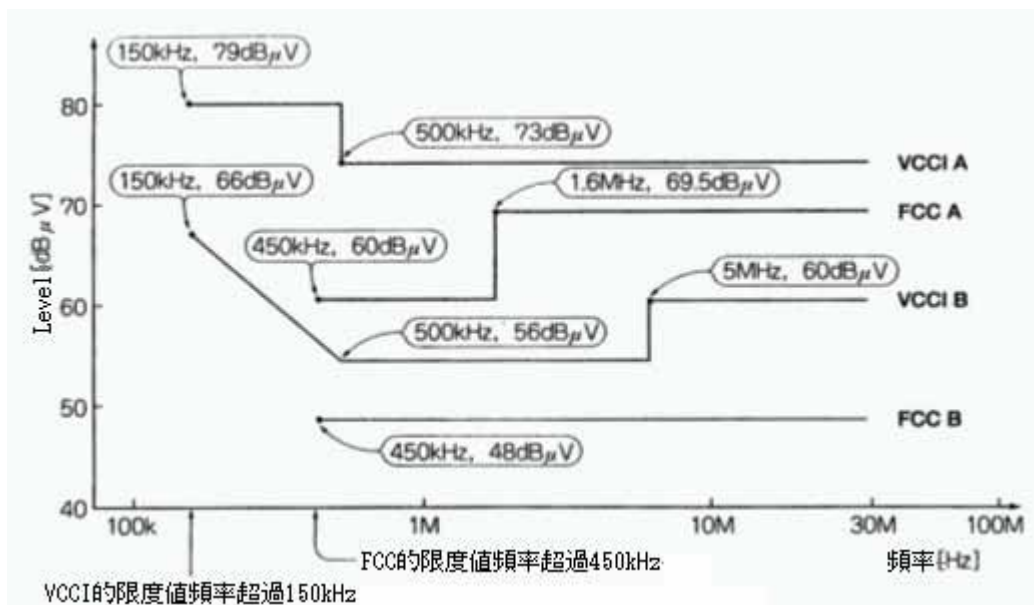 150kHz, 79dBμV
80
500kHz, 73dBμV
VCCI A
150kHz, 66dBμV
1.6MHz, 69.5dBμV
70
FCC A
450kHz, 60dBμV
5MHz, 60dBμV
Level[dBμV)
60
VCCI B
500kHz, 56dBμV
50
FCC B
450kHz, 48dBμV
40
100k 1M 10M 30M 100M
FCC的限度値頻率超過450kHz
頻率[Hz)
VCCI的限度値頻率超過150kHz